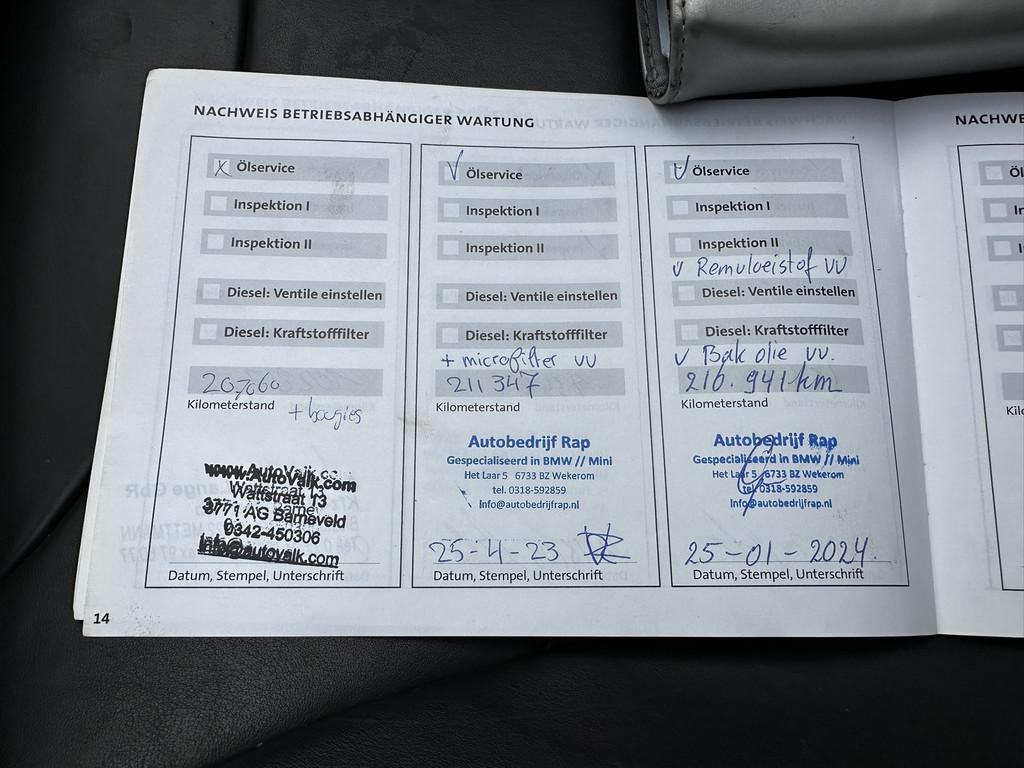 NACHWEIS BETRIEBSABHÄNGIGER WARTUNG
x Ölservice
Inspektion I
Inspektion II
Diesel: Ventile einstellen
Diesel: Kraftstofffilter
207060
Kilometerstand
+ bougies
www.AutoValk.com
Wattstraat 13
3771 AG Barneveld
0342-450306
info@autovalk.com
Datum, Stempel, Unterschrift
V Ölservice
Inspektion I
Inspektion II
Diesel: Ventile einstellen
Diesel: Kraftstofffilter
+ microfilter vv
211347
Kilometerstand
Autobedrijf Rap
Gespecialiseerd in BMW // Mini
Het Laar 5 6733 BZ Wekerom
tel. 0318-592859
Info@autobedrijfrap.nl
25-4-23
Datum, Stempel, Unterschrift
V Ölservice
Inspektion I
Inspektion II
v Remvloeistof vv
Diesel: Ventile einstellen
Diesel: Kraftstofffilter
v Bak olie vv.
216.941 km
Kilometerstand
Autobedrijf Rap
Gespecialiseerd in BMW // Mini
Het Laar 5 6733 BZ Wekerom
tel. 0318-592859
Info@autobedrijfrap.nl
25-01-2024.
Datum, Stempel, Unterschrift
14
NACHWE